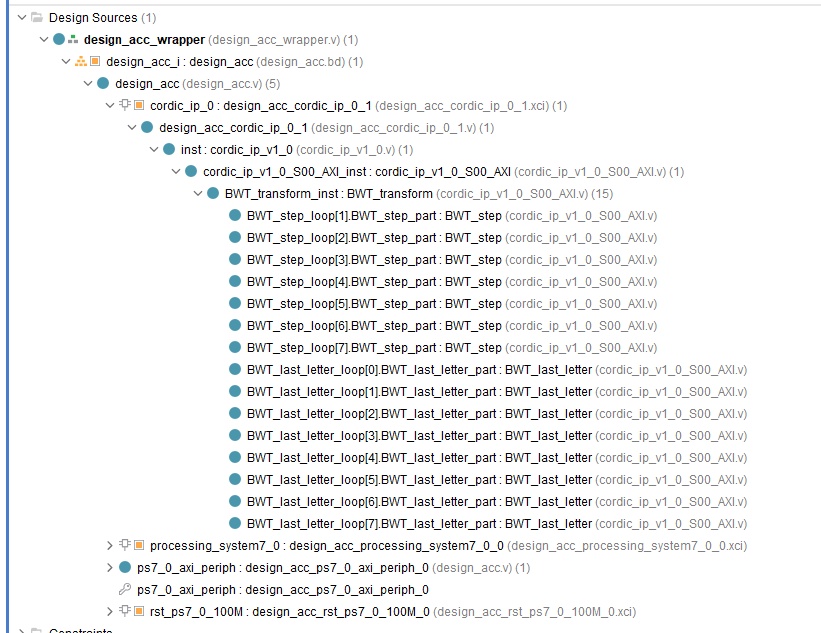 Design Sources (1)
design_acc_wrapper (design_acc_wrapper.v) (1)
design_acc_i : design_acc (design_acc.bd) (1)
design_acc (design_acc.v) (5)
cordic_ip_0 : design_acc_cordic_ip_0_1 (design_acc_cordic_ip_0_1.xci) (1)
design_acc_cordic_ip_0_1 (design_acc_cordic_ip_0_1.v) (1)
inst : cordic_ip_v1_0 (cordic_ip_v1_0.v) (1)
cordic_ip_v1_0_S00_AXI_inst : cordic_ip_v1_0_S00_AXI (cordic_ip_v1_0_S00_AXI.v) (1)
BWT_transform_inst : BWT_transform (cordic_ip_v1_0_S00_AXI.v) (15)
BWT_step_loop[1].BWT_step_part : BWT_step (cordic_ip_v1_0_S00_AXI.v)
BWT_step_loop[2].BWT_step_part : BWT_step (cordic_ip_v1_0_S00_AXI.v)
BWT_step_loop[3].BWT_step_part : BWT_step (cordic_ip_v1_0_S00_AXI.v)
BWT_step_loop[4].BWT_step_part : BWT_step (cordic_ip_v1_0_S00_AXI.v)
BWT_step_loop[5].BWT_step_part : BWT_step (cordic_ip_v1_0_S00_AXI.v)
BWT_step_loop[6].BWT_step_part : BWT_step (cordic_ip_v1_0_S00_AXI.v)
BWT_step_loop[7].BWT_step_part : BWT_step (cordic_ip_v1_0_S00_AXI.v)
BWT_last_letter_loop[0].BWT_last_letter_part : BWT_last_letter (cordic_ip_v1_0_S00_AXI.v)
BWT_last_letter_loop[1].BWT_last_letter_part : BWT_last_letter (cordic_ip_v1_0_S00_AXI.v)
BWT_last_letter_loop[2].BWT_last_letter_part : BWT_last_letter (cordic_ip_v1_0_S00_AXI.v)
BWT_last_letter_loop[3].BWT_last_letter_part : BWT_last_letter (cordic_ip_v1_0_S00_AXI.v)
BWT_last_letter_loop[4].BWT_last_letter_part : BWT_last_letter (cordic_ip_v1_0_S00_AXI.v)
BWT_last_letter_loop[5].BWT_last_letter_part : BWT_last_letter (cordic_ip_v1_0_S00_AXI.v)
BWT_last_letter_loop[6].BWT_last_letter_part : BWT_last_letter (cordic_ip_v1_0_S00_AXI.v)
BWT_last_letter_loop[7].BWT_last_letter_part : BWT_last_letter (cordic_ip_v1_0_S00_AXI.v)
processing_system7_0 : design_acc_processing_system7_0_0 (design_acc_processing_system7_0_0.xci)
ps7_0_axi_periph : design_acc_ps7_0_axi_periph_0 (design_acc.v) (1)
ps7_0_axi_periph : design_acc_ps7_0_axi_periph_0
rst_ps7_0_100M : design_acc_rst_ps7_0_100M_0 (design_acc_rst_ps7_0_100M_0.xci)
Constraints